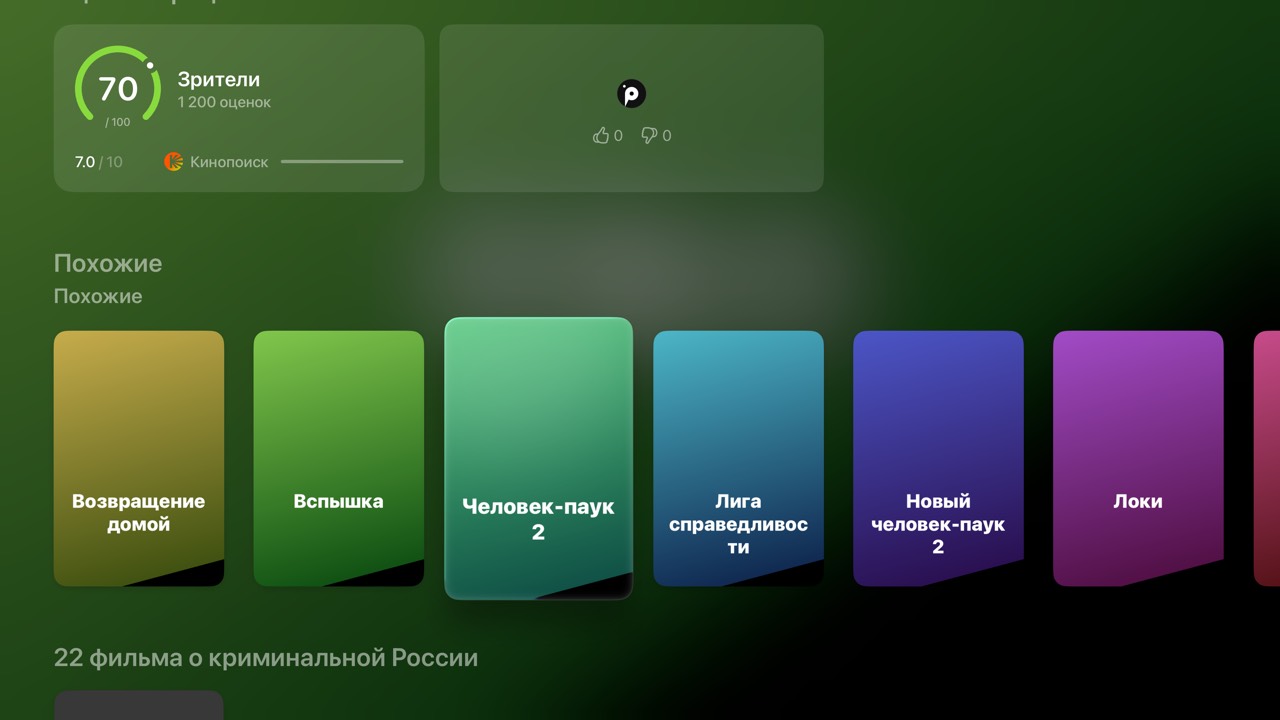 70
/ 100
Зрители
1 200 оценок
7.0 / 10
Кинопоиск
0
0
Похожие
Похожие
Возвращение
домой
Вспышка
Человек-паук
2
Лига
справедливос
ти
Новый
человек-паук
2
Локи
22 фильма о криминальной России